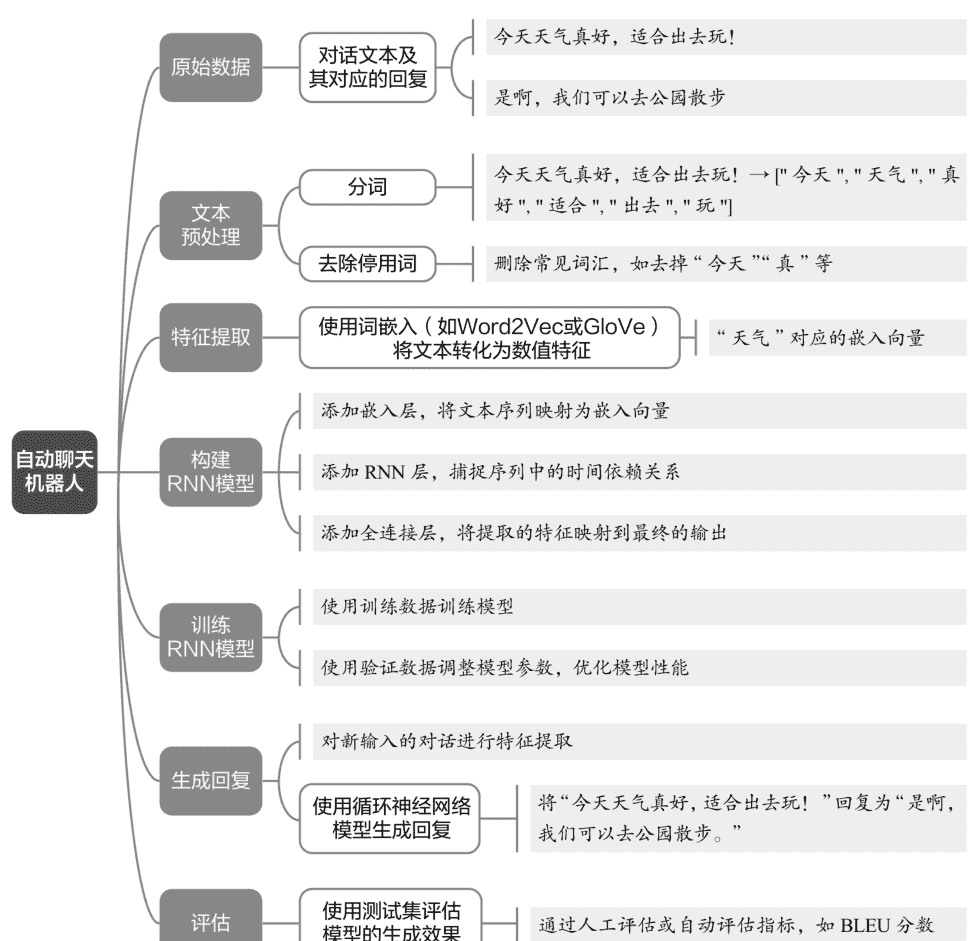 自动聊天
机器人
原始数据
对话文本及
其对应的回复
今天天气真好，适合出去玩！
是啊，我们可以去公园散步
文本
预处理
分词
今天天气真好，适合出去玩！→["今天","天气","真
好","适合","出去","玩"]
去除停用词
删除常见词汇，如去掉“今天”“真”等
特征提取
使用词嵌入（如Word2Vec或GloVe）
将文本转化为数值特征
“天气”对应的嵌入向量
构建
RNN模型
添加嵌入层，将文本序列映射为嵌入向量
添加 RNN 层，捕捉序列中的时间依赖关系
添加全连接层，将提取的特征映射到最终的输出
训练
RNN模型
使用训练数据训练模型
使用验证数据调整模型参数，优化模型性能
生成回复
对新输入的对话进行特征提取
使用循环神经网络
模型生成回复
将“今天天气真好，适合出去玩！”回复为“是啊，
我们可以去公园散步。”
评估
使用测试集评估
模型的生成效果
通过人工评估或自动评估指标，如 BLEU 分数